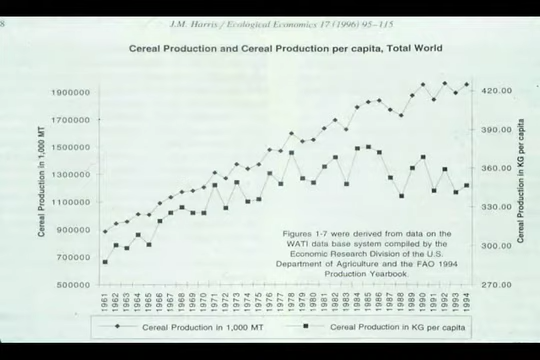 8
J.M. Harris / Ecological Economics 17 (1996) 95–115
Cereal Production and Cereal Production per capita, Total World
Cereal Production in 1,000 MT
1900000
1700000
1500000
1300000
1100000
900000
700000
500000
420.00
390.00
360.00
330.00
300.00
270.00
Cereal Production in KG per capita
Figures 1-7 were derived from data on the
WATI data base system compiled by the
Economic Research Division of the U.S.
Department of Agriculture and the FAO 1994
Production Yearbook.
1961 1962 1963 1964 1965 1966 1967 1968 1969 1970 1971 1972 1973 1974 1975 1976 1977 1978 1979 1980 1981 1982 1983 1984 1985 1986 1987 1988 1989 1990 1991 1992 1993 1994
Cereal Production in 1,000 MT
Cereal Production in KG per capita